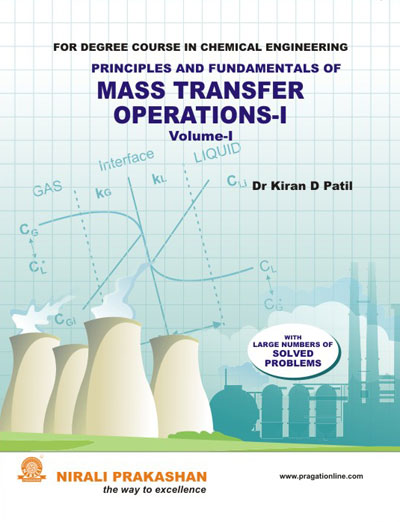 FOR DEGREE COURSE IN CHEMICAL ENGINEERING
PRINCIPLES AND FUNDAMENTALS OF
MASS TRANSFER
OPERATIONS-I
Volume-I
GAS
Interface
LIQUID
kG
kL
CLi
Dr Kiran D Patil
CG
CL*
CGi
CL
WITH
LARGE NUMBERS OF
SOLVED
PROBLEMS
NIRALI PRAKASHAN
the way to excellence
www.pragationline.com